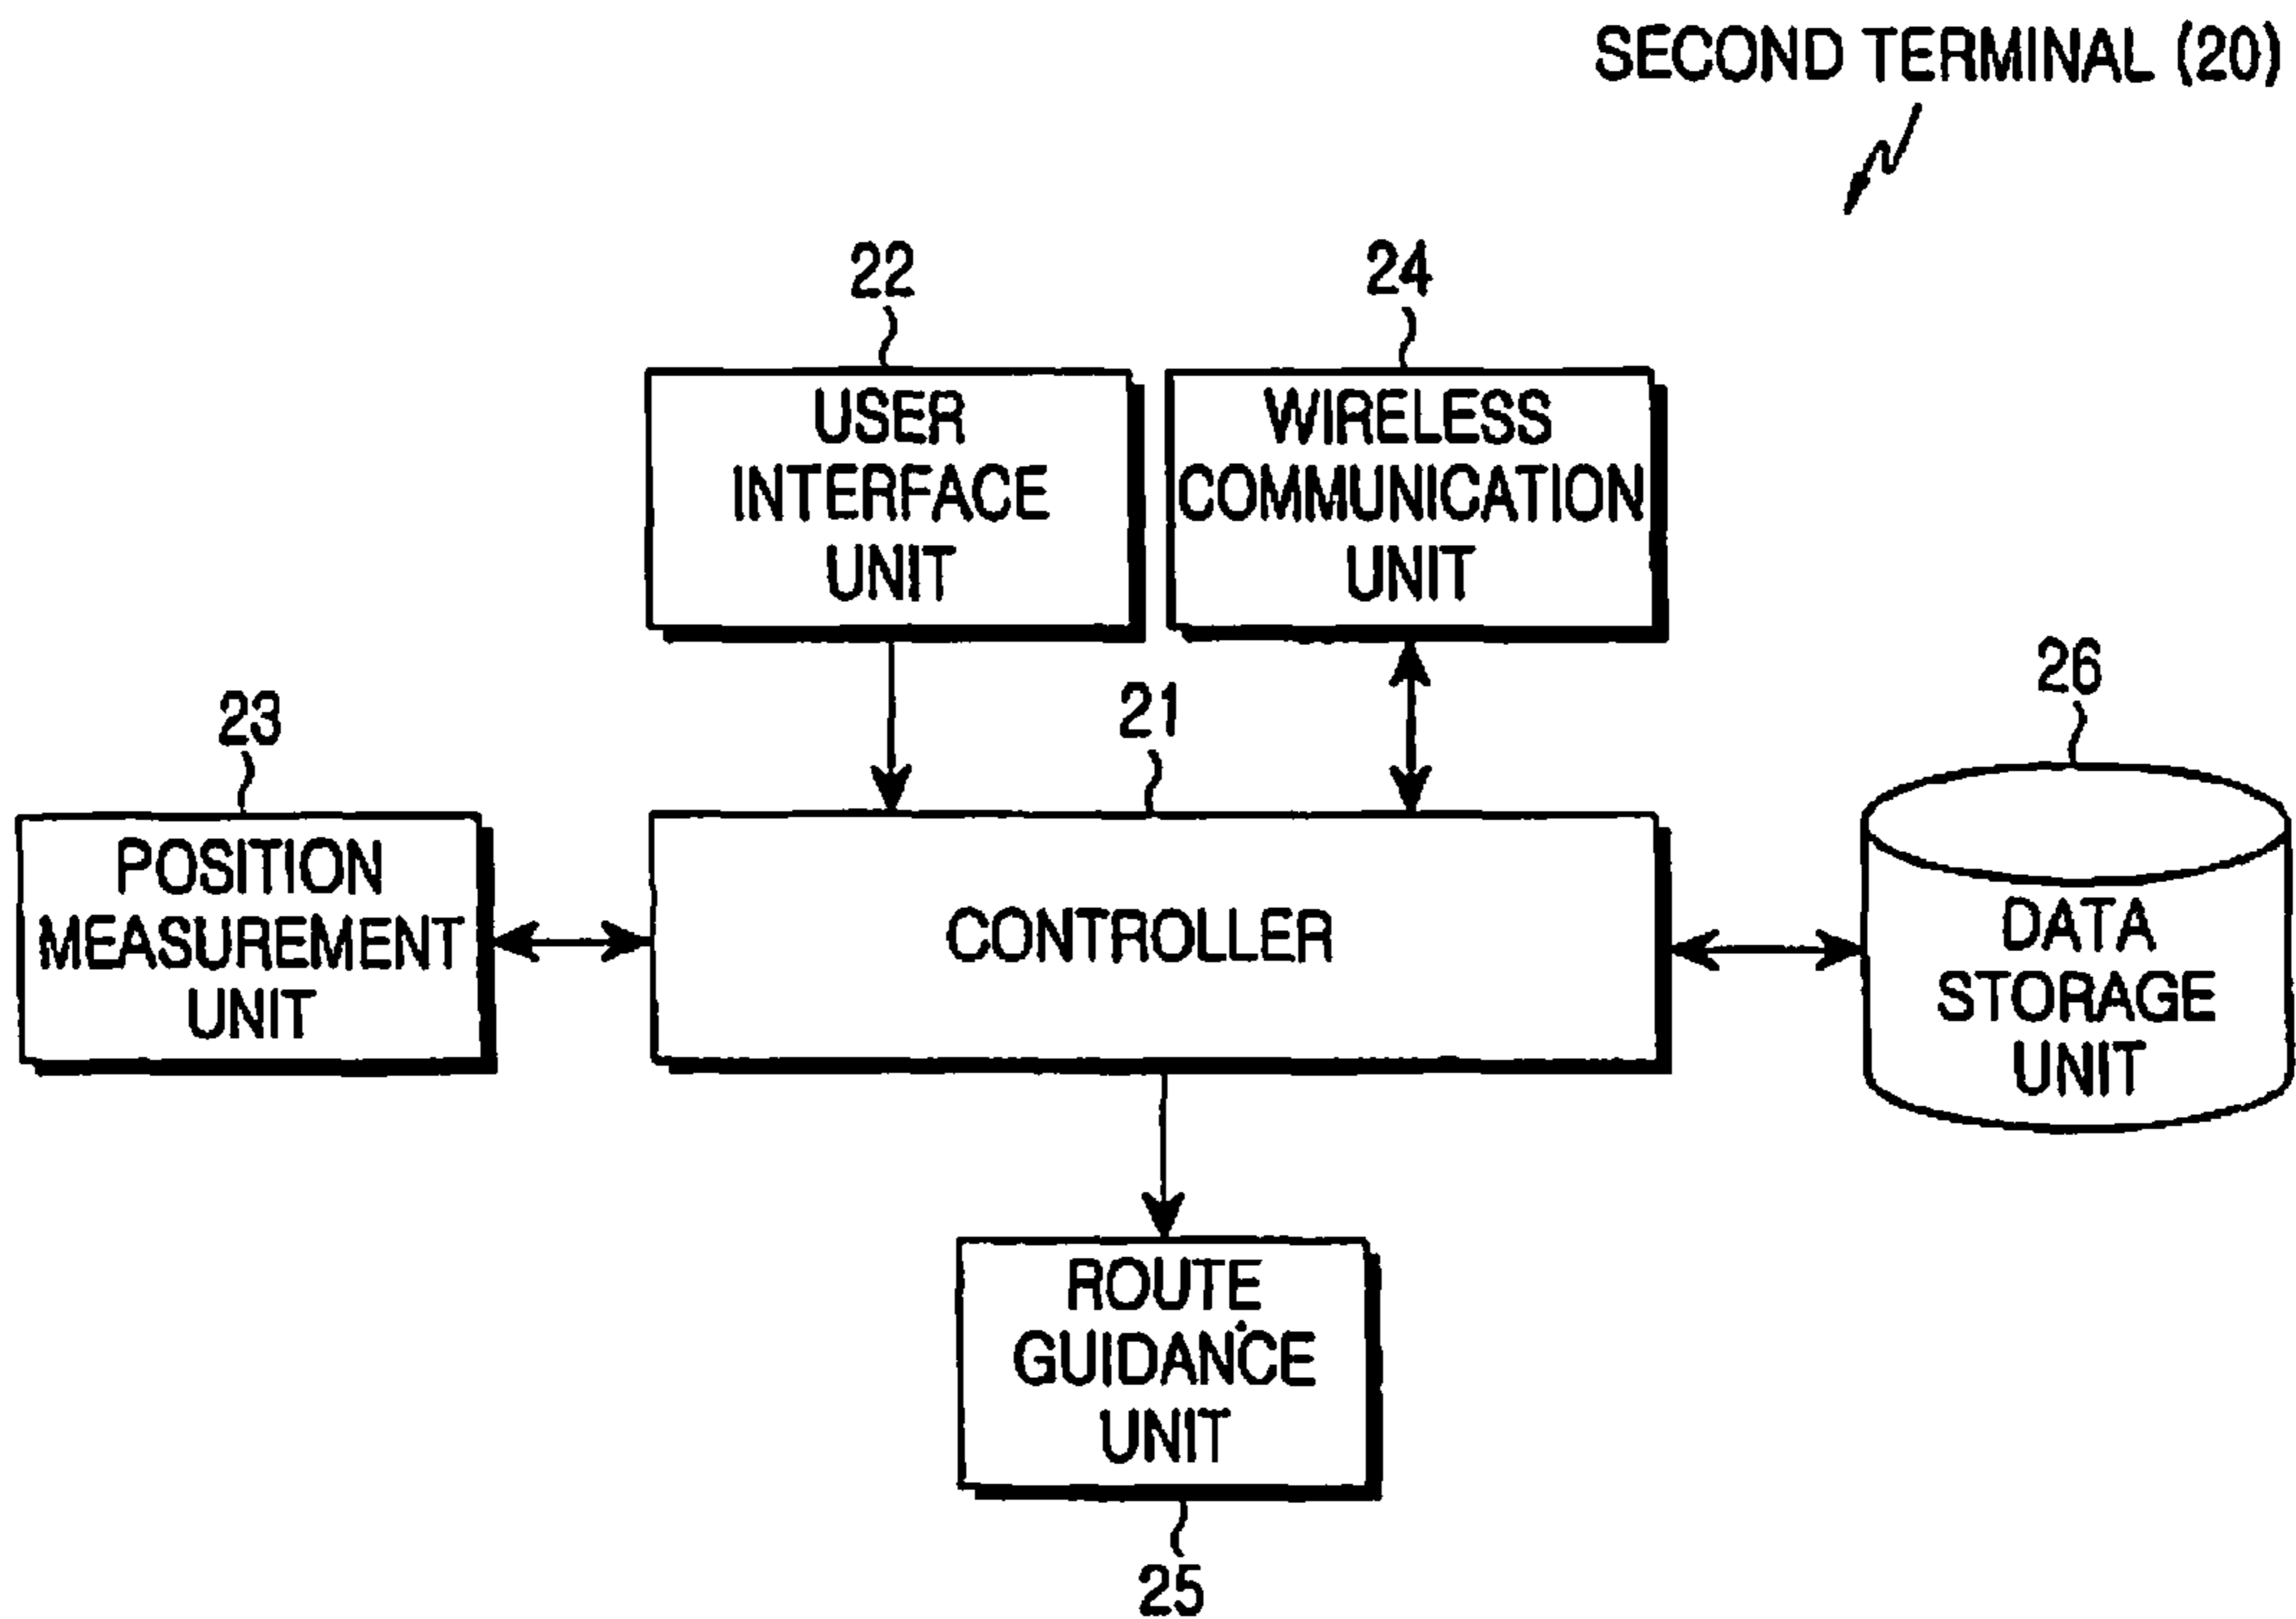 SECOND TERMINAL (20)
22
24
USER
INTERFACE
UNIT
WIRELESS
COMMUNICATION
UNIT
23
21
26
POSITION
MEASUREMENT
UNIT
CONTROLLER
DATA
STORAGE
UNIT
ROUTE
GUIDANCE
UNIT
25